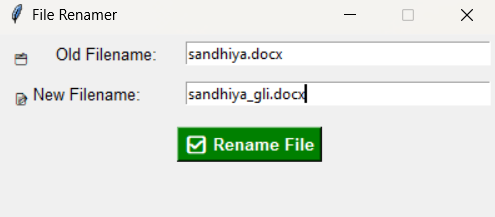 File Renamer
Old Filename: sandhiya.docx
New Filename: sandhiya_gli.docx
Rename File